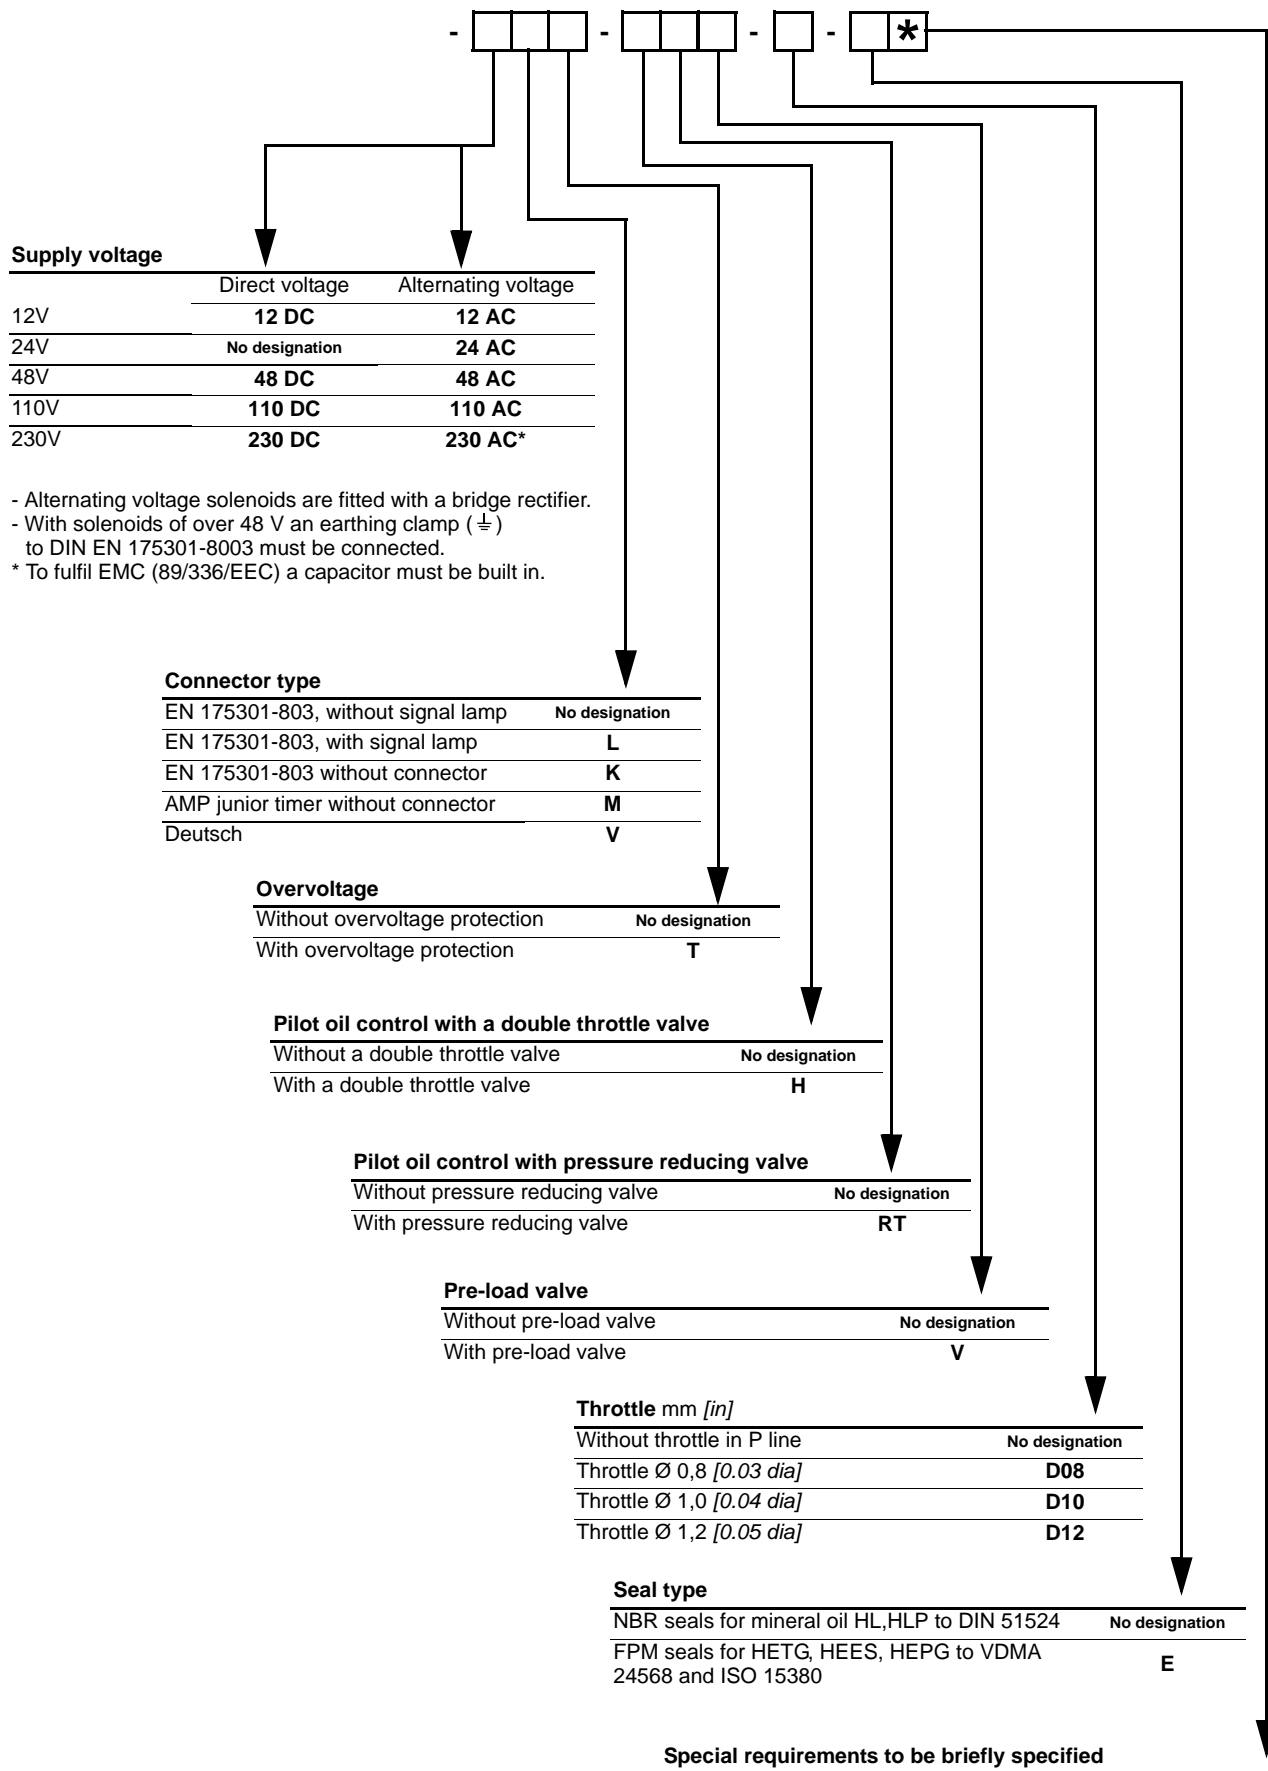 - - - - *
Supply voltage
Direct voltage Alternating voltage
12V 12 DC 12 AC
24V No designation 24 AC
48V 48 DC 48 AC
110V 110 DC 110 AC
230V 230 DC 230 AC*
- Alternating voltage solenoids are fitted with a bridge rectifier.
- With solenoids of over 48 V an earthing clamp (⏚)
to DIN EN 175301-8003 must be connected.
* To fulfil EMC (89/336/EEC) a capacitor must be built in.
Connector type
EN 175301-803, without signal lamp No designation
EN 175301-803, with signal lamp L
EN 175301-803 without connector K
AMP junior timer without connector M
Deutsch V
Overvoltage
Without overvoltage protection No designation
With overvoltage protection T
Pilot oil control with a double throttle valve
Without a double throttle valve No designation
With a double throttle valve H
Pilot oil control with pressure reducing valve
Without pressure reducing valve No designation
With pressure reducing valve RT
Pre-load valve
Without pre-load valve No designation
With pre-load valve V
Throttle mm [in]
Without throttle in P line No designation
Throttle Ø 0,8 [0.03 dia] D08
Throttle Ø 1,0 [0.04 dia] D10
Throttle Ø 1,2 [0.05 dia] D12
Seal type
NBR seals for mineral oil HL,HLP to DIN 51524 No designation
FPM seals for HETG, HEES, HEPG to VDMA
24568 and ISO 15380 E
Special requirements to be briefly specified